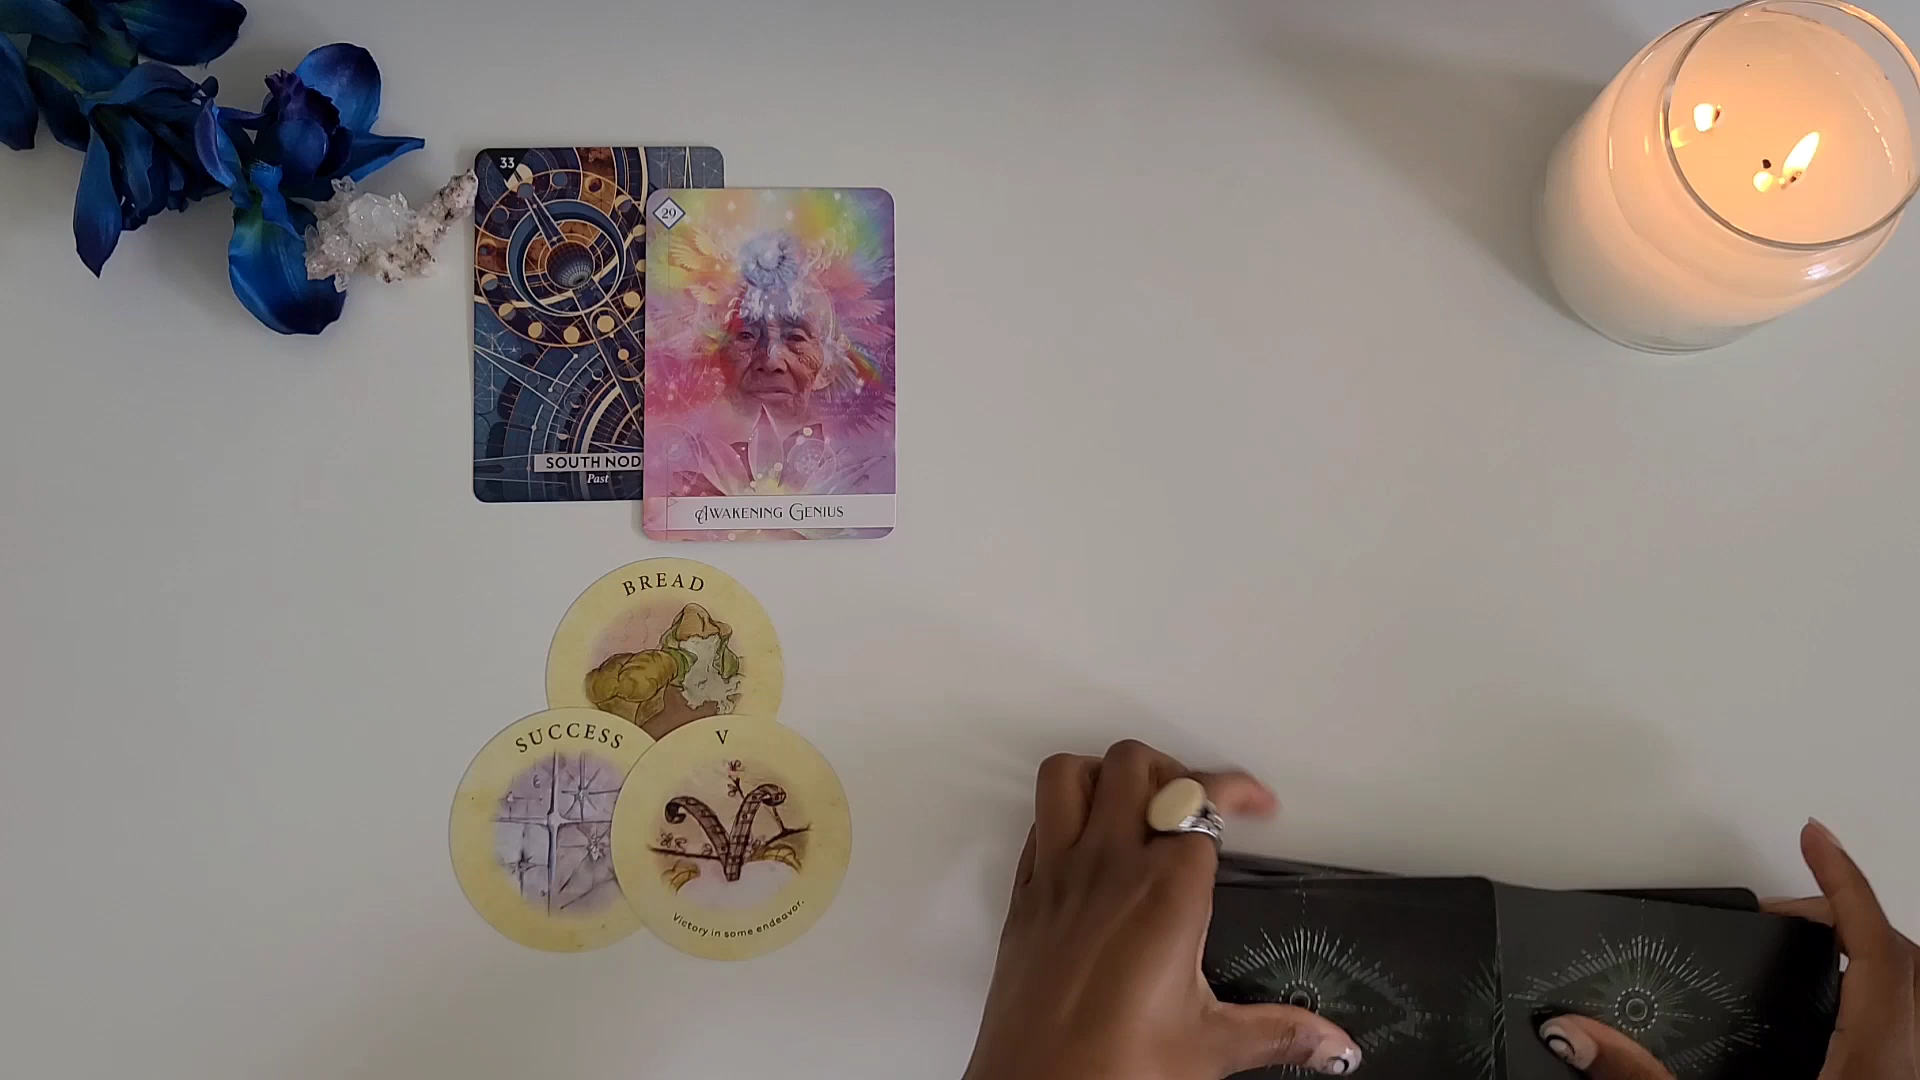 33
SOUTH NOD
Past
29
AWAKENING GENIUS
BREAD
SUCCESS
V
Victory in some endeavor.